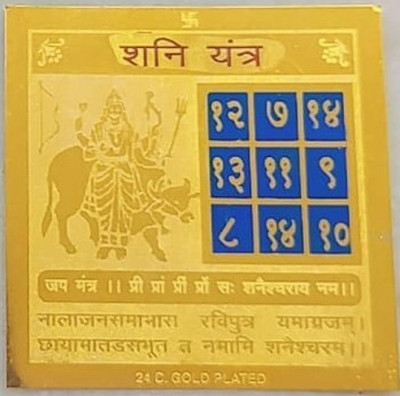 शनि यंत्र
१२ ७ १४
१३ ११ ९
८ १४ १०
जप मंत्र ।। प्री प्रां प्रीं प्रों सः शनैश्वराय नम।।
नालाजनसमाभास रविपुत्र यमाग्रजम।
छायामातडसभूत त नमामि शनेश्चरम।।
24 C. GOLD PLATED